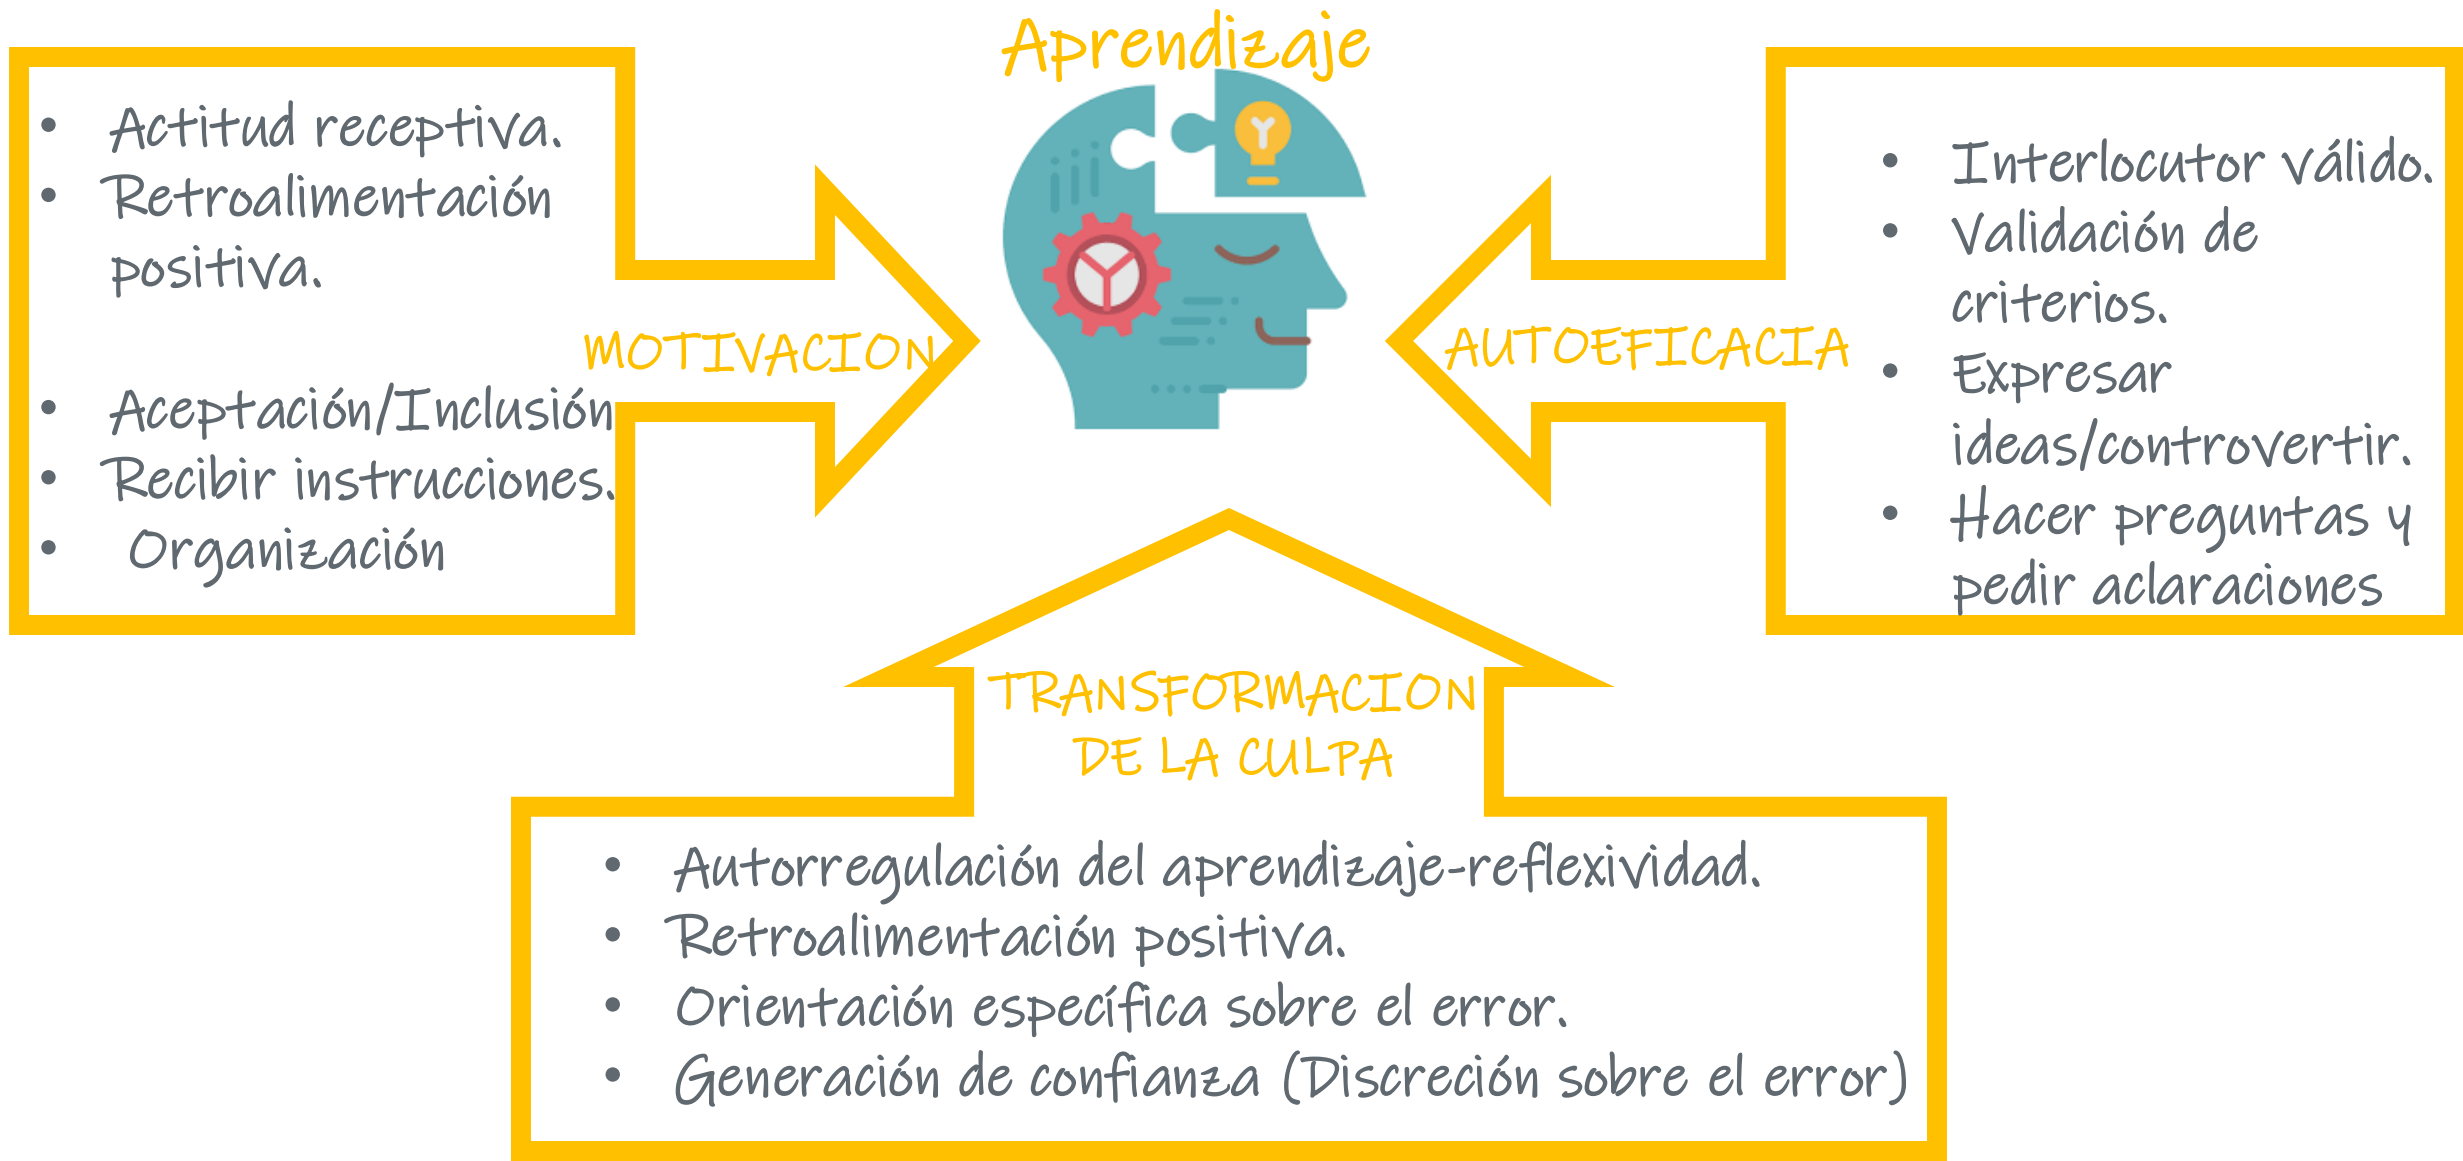 Aprendizaje
• Actitud receptiva.
• Retroalimentación
positiva.
• Aceptación/Inclusión
• Recibir instrucciones.
• Organización
MOTIVACION
AUTOEFICACIA
• Interlocutor válido.
• Validación de
criterios.
• Expresar
ideas/controvertir.
• Hacer preguntas y
pedir aclaraciones
TRANSFORMACION
DE LA CULPA
• Autorregulación del aprendizaje-reflexividad.
• Retroalimentación positiva.
• Orientación específica sobre el error.
• Generación de confianza (Discreción sobre el error)